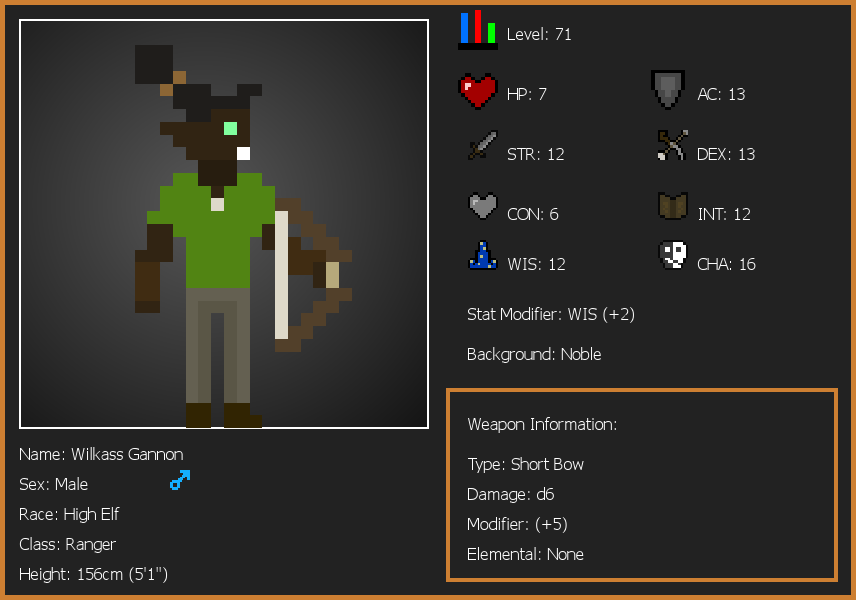 Level: 71
HP: 7
AC: 13
STR: 12
DEX: 13
CON: 6
INT: 12
WIS: 12
CHA: 16
Stat Modifier: WIS (+2)
Background: Noble
Weapon Information:
Type: Short Bow
Damage: d6
Modifier: (+5)
Elemental: None
Name: Wilkass Gannon
Sex: Male
Race: High Elf
Class: Ranger
Height: 156cm (5'1")